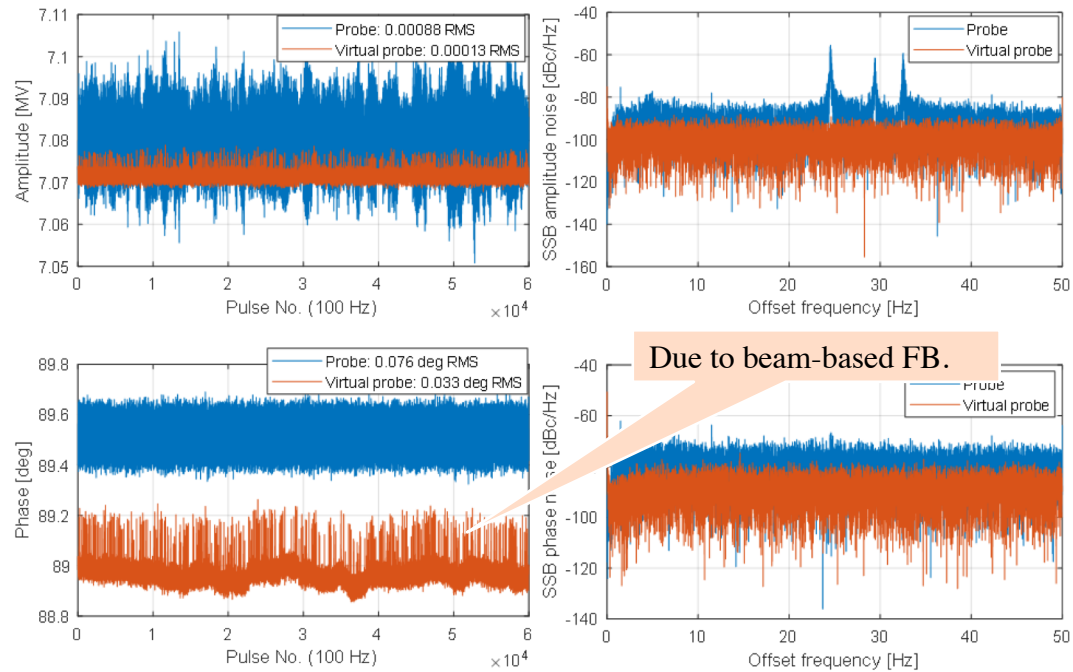 Probe: 0.00088 RMS
Virtual probe: 0.00013 RMS
7.11
7.1
7.09
7.08
7.07
7.06
7.05
Amplitude [MV]
0 1 2 3 4 5 6
Pulse No. (100 Hz)
×10^4
Probe
Virtual probe
-40
-60
-80
-100
-120
-140
-160
SSB amplitude noise [dBc/Hz]
0 10 20 30 40 50
Offset frequency [Hz]
Due to beam-based FB.
Probe: 0.076 deg RMS
Virtual probe: 0.033 deg RMS
89.8
89.6
89.4
89.2
89
88.8
Phase [deg]
0 1 2 3 4 5 6
Pulse No. (100 Hz)
×10^4
Probe
Virtual probe
-40
-60
-80
-100
-120
-140
SSB phase noise [dBc/Hz]
0 10 20 30 40 50
Offset frequency [Hz]